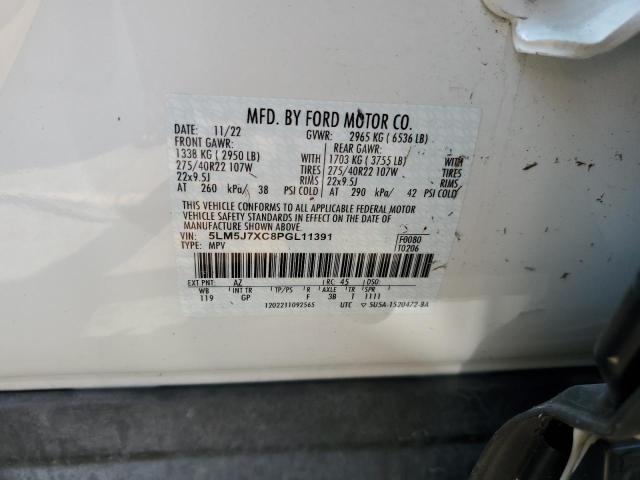 MFD. BY FORD MOTOR CO.
DATE: 11/22 GVWR: 2965 KG ( 6536 LB)
FRONT GAWR: REAR GAWR:
1338 KG ( 2950 LB) WITH 1703 KG ( 3755 LB) WITH
275/40R22 107W TIRES 275/40R22 107W TIRES
22x9.5J RIMS 22x9.5J RIMS
AT 260 kPa/ 38 PSI COLD AT 290 kPa/ 42 PSI COLD
THIS VEHICLE CONFORMS TO ALL APPLICABLE FEDERAL MOTOR
VEHICLE SAFETY STANDARDS IN EFFECT ON THE DATE OF
MANUFACTURE SHOWN ABOVE.
VIN: 5LM5J7XC8PGL11391 F0080
TYPE: MPV T0206
EXT PNT: AZ RC: 45 DSO:
WB INT TR TP/PS R AXLE TR SPR
119 GP F 3B T 1111
1202211092565 UTC ▽ 5U5A-1520472-BA